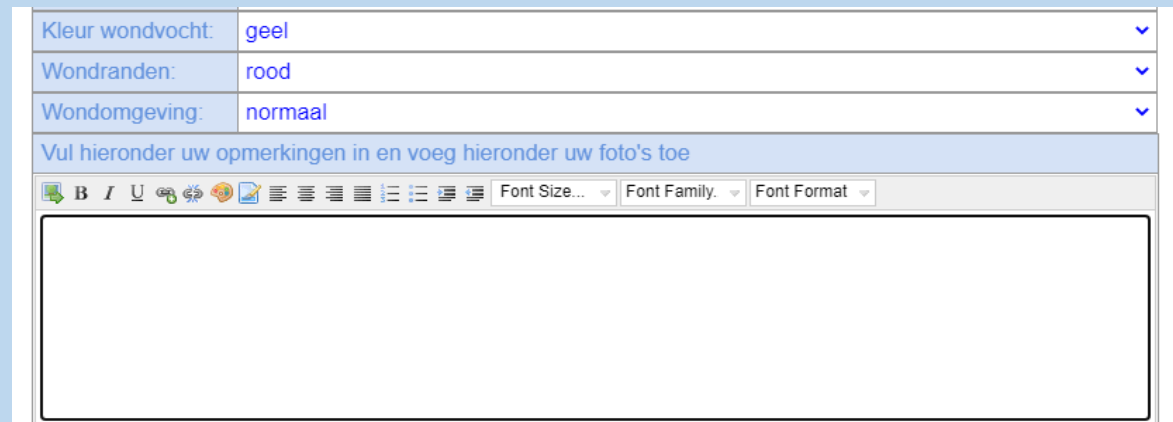 Kleur wondvocht: geel
Wondranden: rood
Wondomgeving: normaal
Vul hieronder uw opmerkingen in en voeg hieronder uw foto's toe
B I U Font Size... Font Family. Font Format